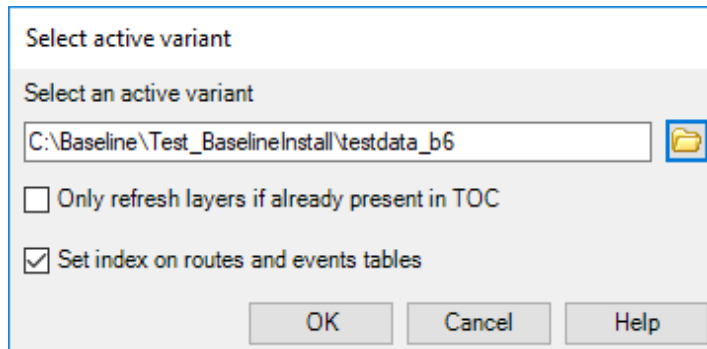 Select active variant
Select an active variant
C:\Baseline\Test_BaselineInstall\testdata_b6
Only refresh layers if already present in TOC
Set index on routes and events tables
OK Cancel Help